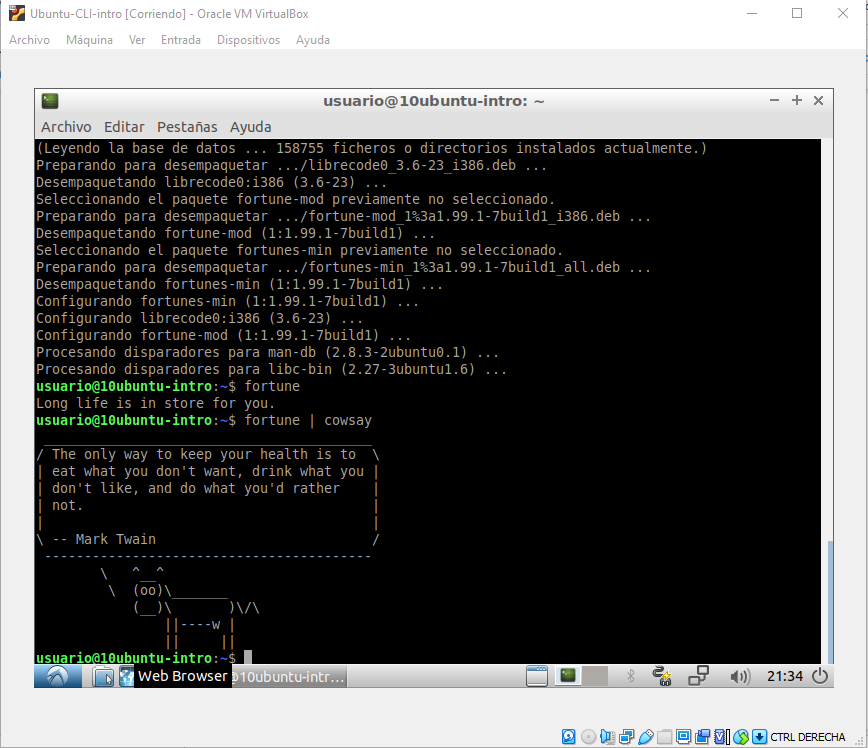 Ubuntu-CLI-intro [Corriendo] - Oracle VM VirtualBox
Archivo Máquina Ver Entrada Dispositivos Ayuda
usuario@10ubuntu-intro: ~
Archivo Editar Pestañas Ayuda
(Leyendo la base de datos ... 158755 ficheros o directorios instalados actualmente.)
Preparando para desempaquetar .../librecode0_3.6-23_i386.deb ...
Desempaquetando librecode0:i386 (3.6-23) ...
Seleccionando el paquete fortune-mod previamente no seleccionado.
Preparando para desempaquetar .../fortune-mod_1%3a1.99.1-7build1_i386.deb ...
Desempaquetando fortune-mod (1:1.99.1-7build1) ...
Seleccionando el paquete fortunes-min previamente no seleccionado.
Preparando para desempaquetar .../fortunes-min_1%3a1.99.1-7build1_all.deb ...
Desempaquetando fortunes-min (1:1.99.1-7build1) ...
Configurando fortunes-min (1:1.99.1-7build1) ...
Configurando librecode0:i386 (3.6-23) ...
Configurando fortune-mod (1:1.99.1-7build1) ...
Procesando disparadores para man-db (2.8.3-2ubuntu0.1) ...
Procesando disparadores para libc-bin (2.27-3ubuntu1.6) ...
usuario@10ubuntu-intro:~$ fortune
Long life is in store for you.
usuario@10ubuntu-intro:~$ fortune | cowsay
 _________________________________________
/ The only way to keep your health is to  \
| eat what you don't want, drink what you |
| don't like, and do what you'd rather    |
| not.                                    |
|                                         |
\ -- Mark Twain                           /
 -----------------------------------------
        \   ^__^
         \  (oo)\_______
            (__)\       )\/\
                ||----w |
                ||     ||
usuario@10ubuntu-intro:~$
Web Browser @10ubuntu-intr... 21:34
CTRL DERECHA